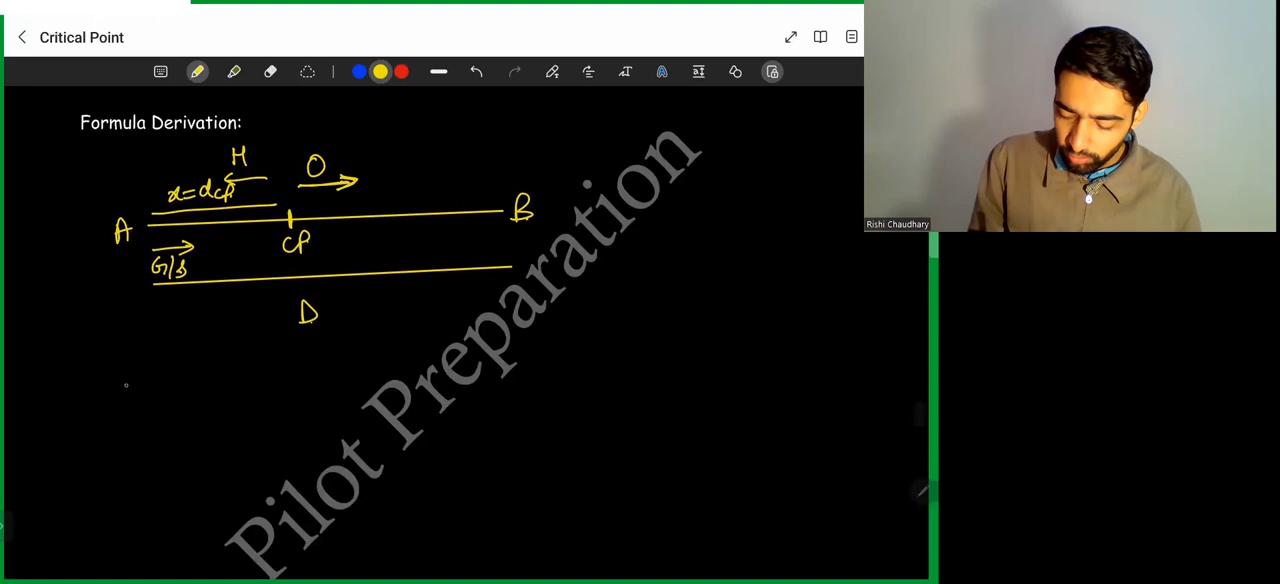 Critical Point
Formula Derivation:
H
O
x=dcp
A
B
CP
G/S
D
Pilot Preparation
Rishi Chaudhary